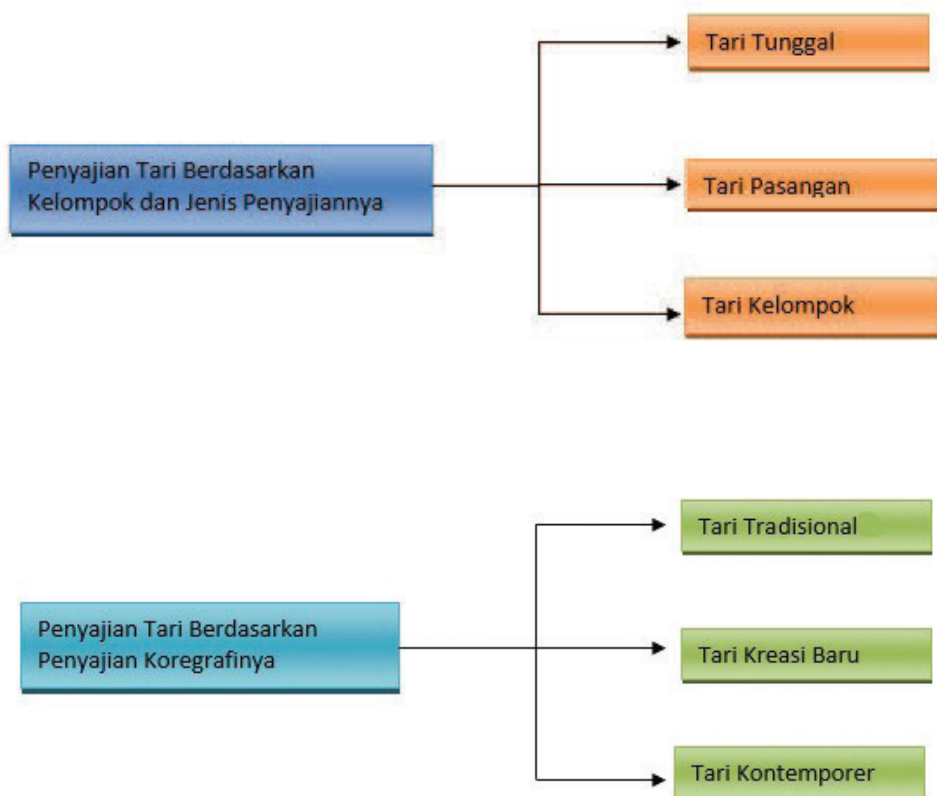 Tari Tunggal
Penyajian Tari Berdasarkan
Kelompok dan Jenis Penyajiannya
Tari Pasangan
Tari Kelompok
Tari Tradisional
Penyajian Tari Berdasarkan
Penyajian Koregrafinya
Tari Kreasi Baru
Tari Kontemporer